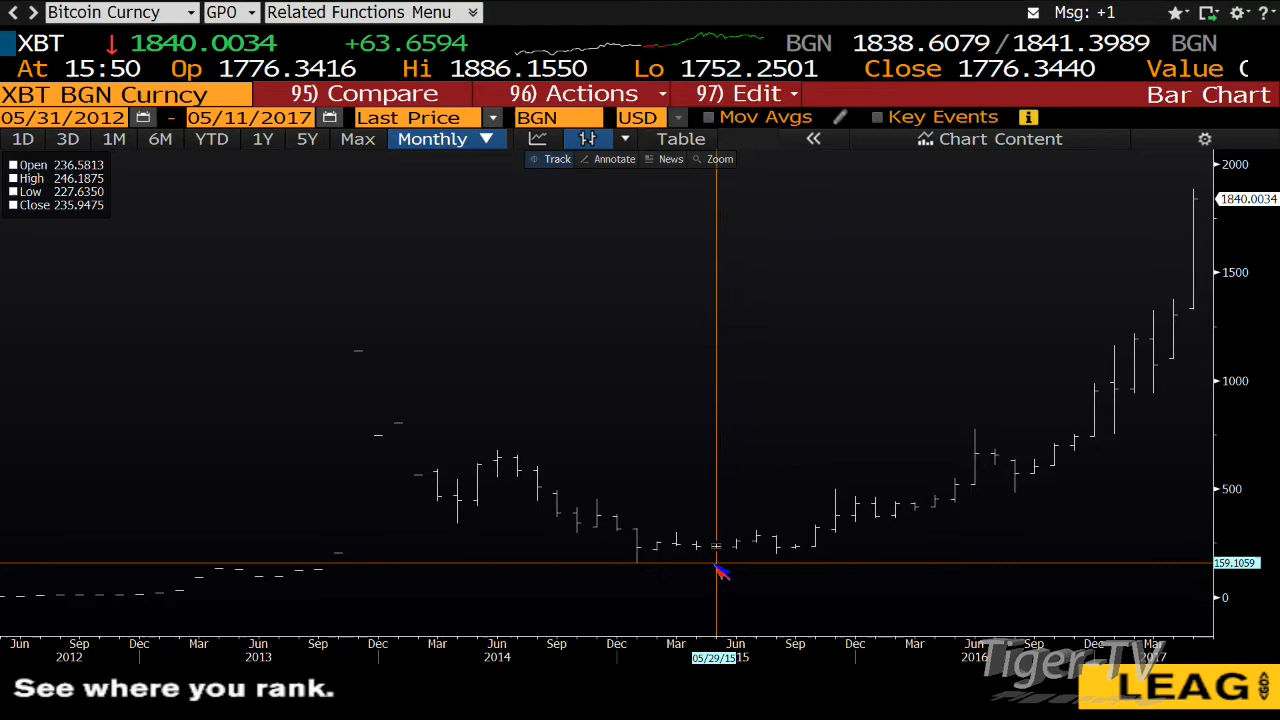 Bitcoin Curncy GPO Related Functions Menu Msg: +1 ?
XBT 1840.0034 +63.6594 BGN 1838.6079/1841.3989 BGN
At 15:50 Op 1776.3416 Hi 1886.1550 Lo 1752.2501 Close 1776.3440 Value
XBT BGN Curncy 95) Compare 96) Actions 97) Edit Bar Chart
05/31/2012 - 05/11/2017 Last Price BGN USD Mov Avgs Key Events i
1D 3D 1M 6M YTD 1Y 5Y Max Monthly Table Chart Content
Track Annotate News Zoom
Open 236.5813
High 246.1875
Low 227.6350
Close 235.9475
2000
1840.0034
1500
1000
500
159.1059
0
Jun Sep Dec Mar Jun Sep Dec Mar Jun Sep Dec Mar Jun Sep Dec Mar Jun Sep Dec Mar
2012 2013 2014 05/29/15 15 2016 2017
Tiger-TV
See where you rank. LEAG